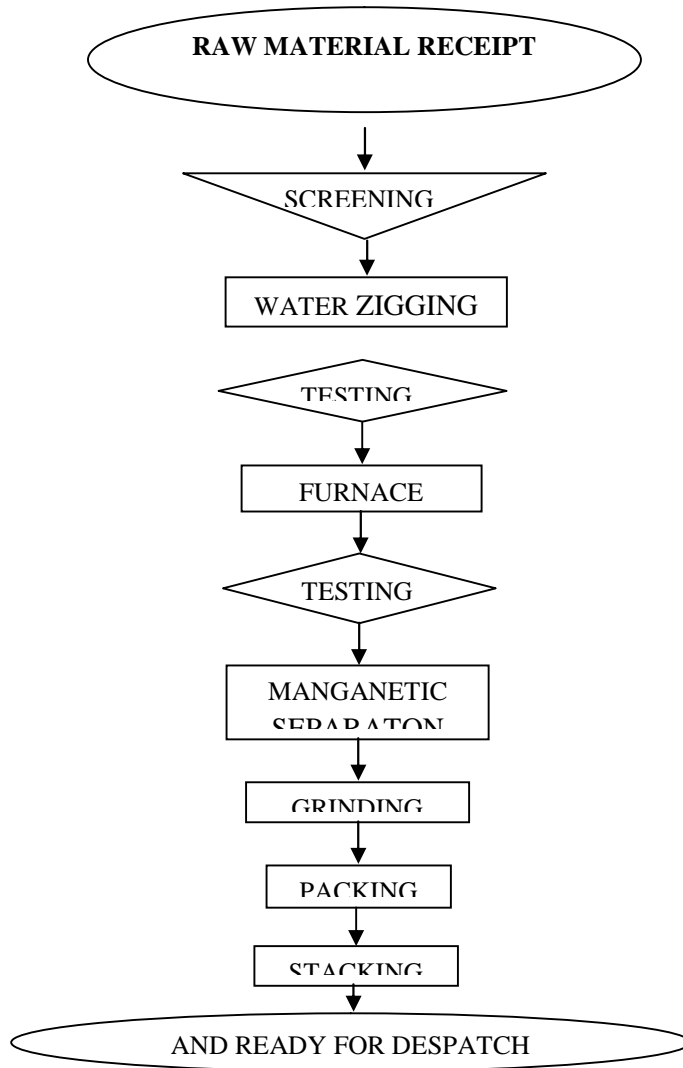 RAW MATERIAL RECEIPT
SCREENING
WATER ZIGGING
TESTING
FURNACE
TESTING
MANGANETIC
SEPARATON
GRINDING
PACKING
STACKING
AND READY FOR DESPATCH